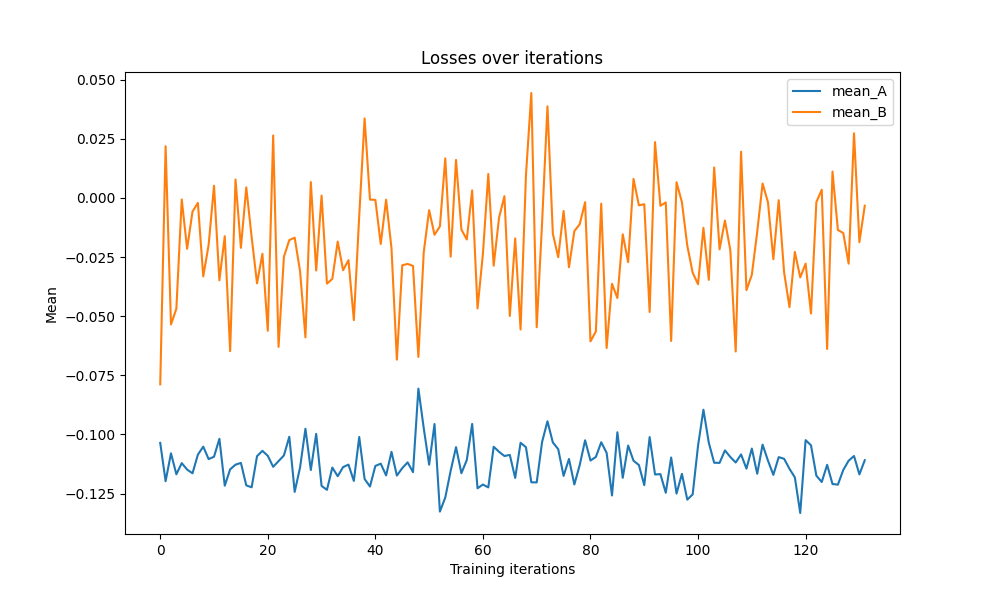 Losses over iterations
mean_A
mean_B
Mean
0.050
0.025
0.000
−0.025
−0.050
−0.075
−0.100
−0.125
0 20 40 60 80 100 120
Training iterations